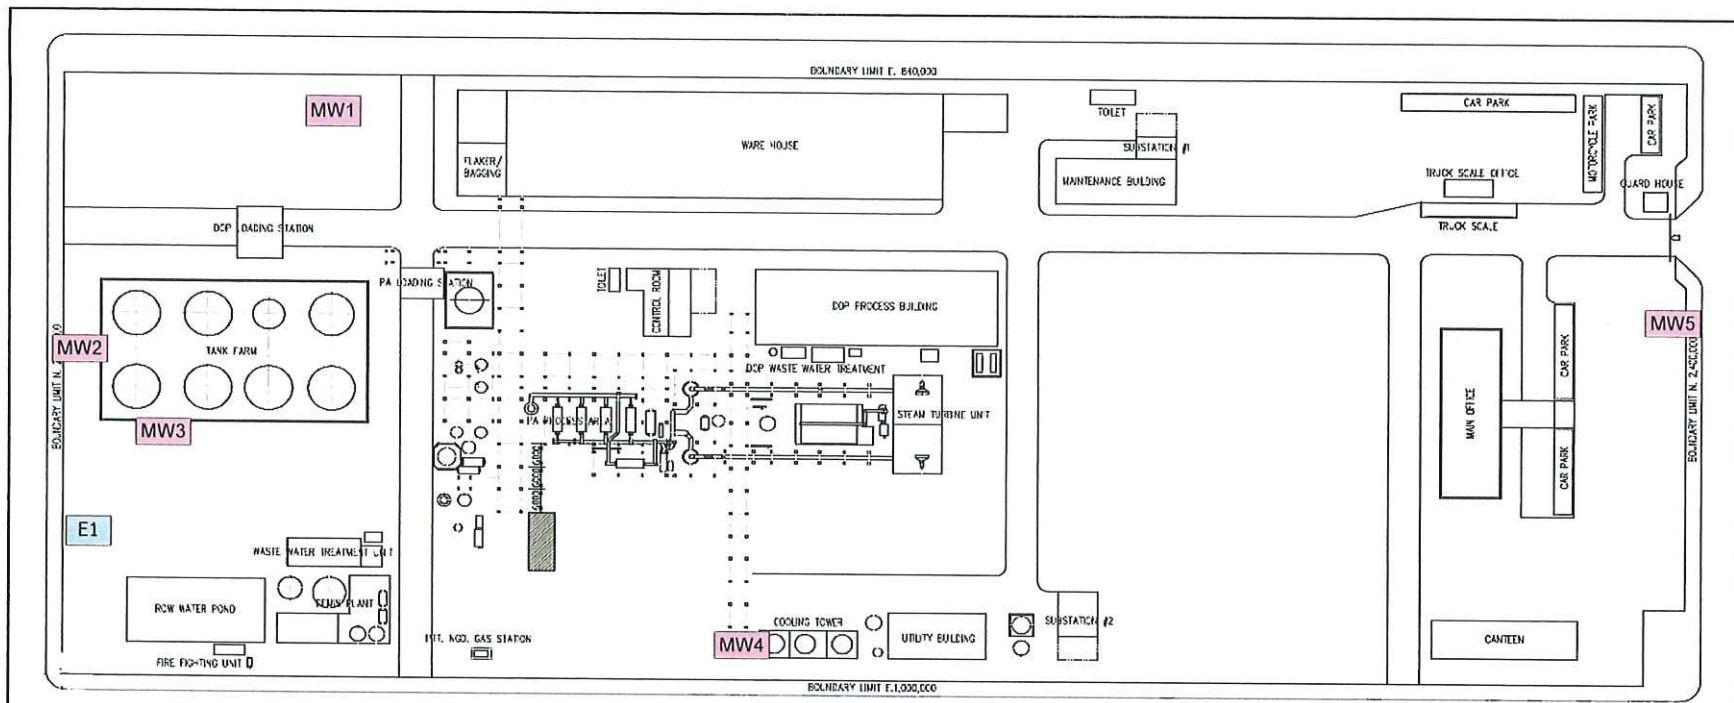 BOUNDARY LIMIT E. 840,000
MW1
TOILET
CAR PARK
MOTORCYCLE PARK
CAR PARK
WARE HOUSE
SUBSTATION #1
FLAKER/
BAGGING
MAINTENANCE BUILDING
TRUCK SCALE OFFICE
GUARD HOUSE
DOP LOADING STATION
TRUCK SCALE
PA LOADING STATION
TOILET
CONTROL ROOM
DOP PROCESS BUILDING
MW5
BOUNDARY LIMIT N.
MW2
TANK FARM
DOP WASTE WATER TREATMENT
CAR PARK
MAIN OFFICE
BOUNDARY LIMIT N. 2,400,000
MW3
PA PROCESS AREA
STEAM TURBINE UNIT
CAR PARK
E1
WASTE WATER TREATMENT UNIT
ROW WATER POND
PLANT
COOLING TOWER
SUBSTATION #2
MW4
UTILITY BUILDING
CANTEEN
NGD. GAS STATION
FIRE FIGHTING UNIT
BOUNDARY LIMIT E.1,000,000